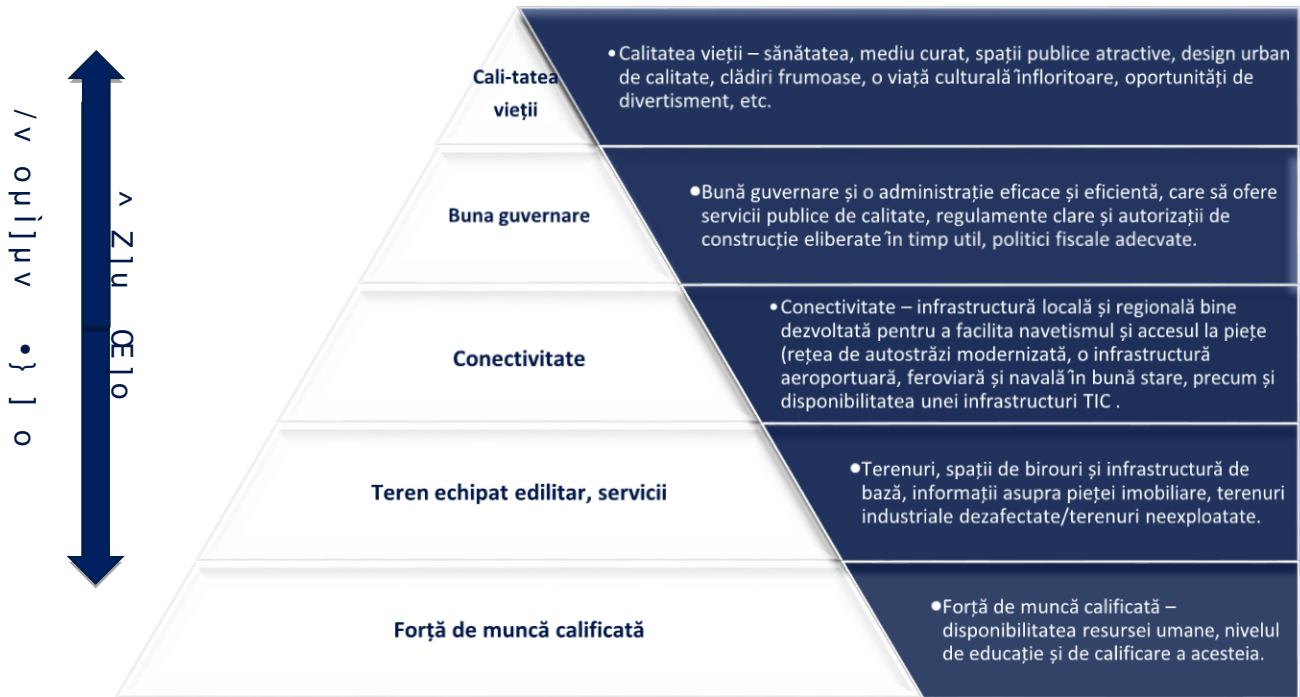 Cali-tatea
vieții
• Calitatea vieții – sănătatea, mediu curat, spații publice atractive, design urban
de calitate, clădiri frumoase, o viață culturală înfloritoare, oportunități de
divertisment, etc.
Buna guvernare
•Bună guvernare și o administrație eficace și eficientă, care să ofere
servicii publice de calitate, regulamente clare și autorizații de
construcție eliberate în timp util, politici fiscale adecvate.
Conectivitate
• Conectivitate – infrastructură locală și regională bine
dezvoltată pentru a facilita navetismul și accesul la piețe
(rețea de autostrăzi modernizată, o infrastructură
aeroportuară, feroviară și navală în bună stare, precum și
disponibilitatea unei infrastructuri TIC .
Teren echipat edilitar, servicii
•Terenuri, spații de birouri și infrastructură de
bază, informații asupra pieței imobiliare, terenuri
industriale dezafectate/terenuri neexploatate.
Forță de muncă calificată
•Forță de muncă calificată –
disponibilitatea resursei umane, nivelul
de educație și de calificare a acesteia.